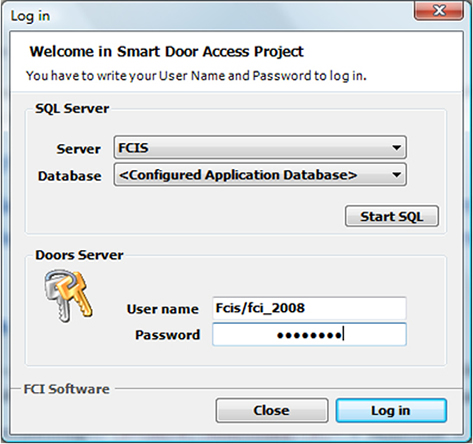 Log in
Welcome in Smart Door Access Project
You have to write your User Name and Password to log in.
SQL Server
Server FCIS
Database <Configured Application Database>
Start SQL
Doors Server
User name Fcis/fci_2008
Password ●●●●●●●●
FCI Software
Close Log in